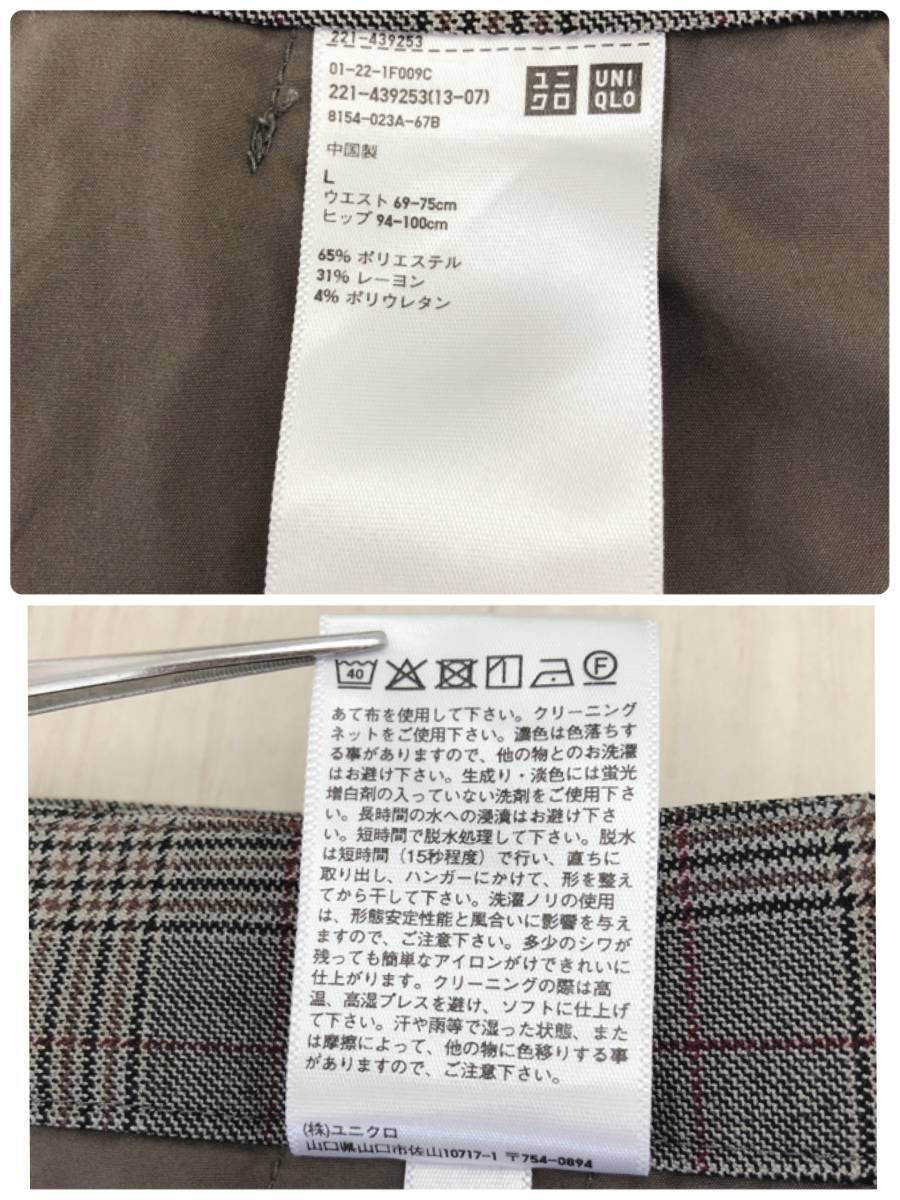 221-439253
01-22-1F009C
221-439253(13-07)
8154-023A-67B
ユニ
クロ
UNI
QLO
中国製
L
ウエスト 69-75cm
ヒップ 94-100cm
65% ポリエステル
31% レーヨン
4% ポリウレタン
40
F
あて布を使用して下さい。クリーニング
ネットをご使用下さい。濃色は色落ちす
る事がありますので、他の物とのお洗濯
はお避け下さい。生成り・淡色には蛍光
増白剤の入っていない洗剤をご使用下さ
い。長時間の水への浸漬はお避け下さ
い。短時間で脱水処理して下さい。脱水
は短時間（15秒程度）で行い、直ちに
取り出し、ハンガーにかけて、形を整え
てから干して下さい。洗濯ノリの使用
は、形態安定性能と風合いに影響を与え
ますので、ご注意下さい。多少のシワが
残っても簡単なアイロンがけできれいに
仕上がります。クリーニングの際は高
温、高湿プレスを避け、ソフトに仕上げ
て下さい。汗や雨等で湿った状態、また
は摩擦によって、他の物に色移りする事
がありますので、ご注意下さい。
(株)ユニクロ
山口県山口市佐山10717-1 〒754-0894